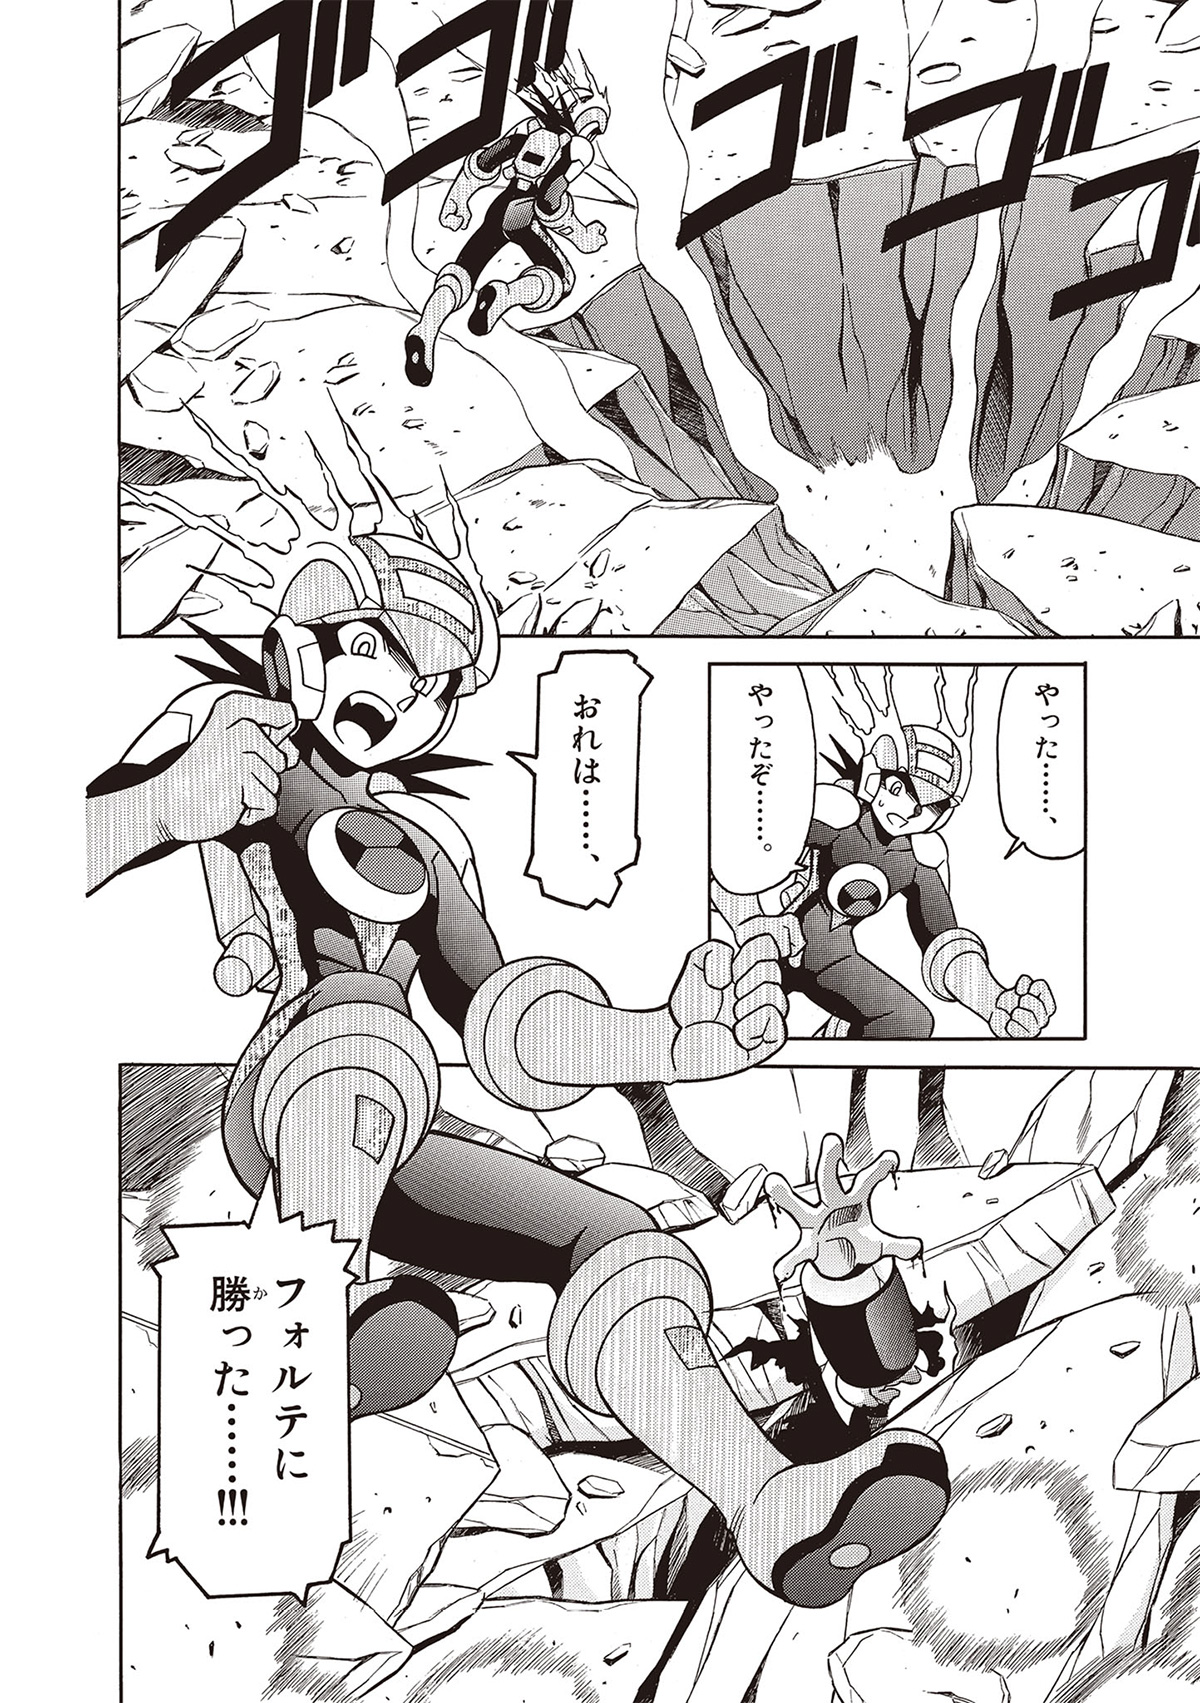 ゴゴゴゴゴ
やった……、
やったぞ……。
おれは……、
フォルテに
勝った……!!!
か